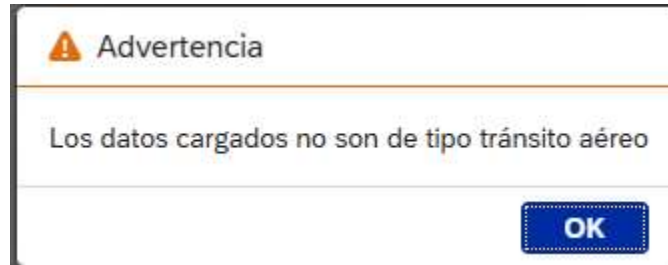 Advertencia
Los datos cargados no son de tipo tránsito aéreo
OK